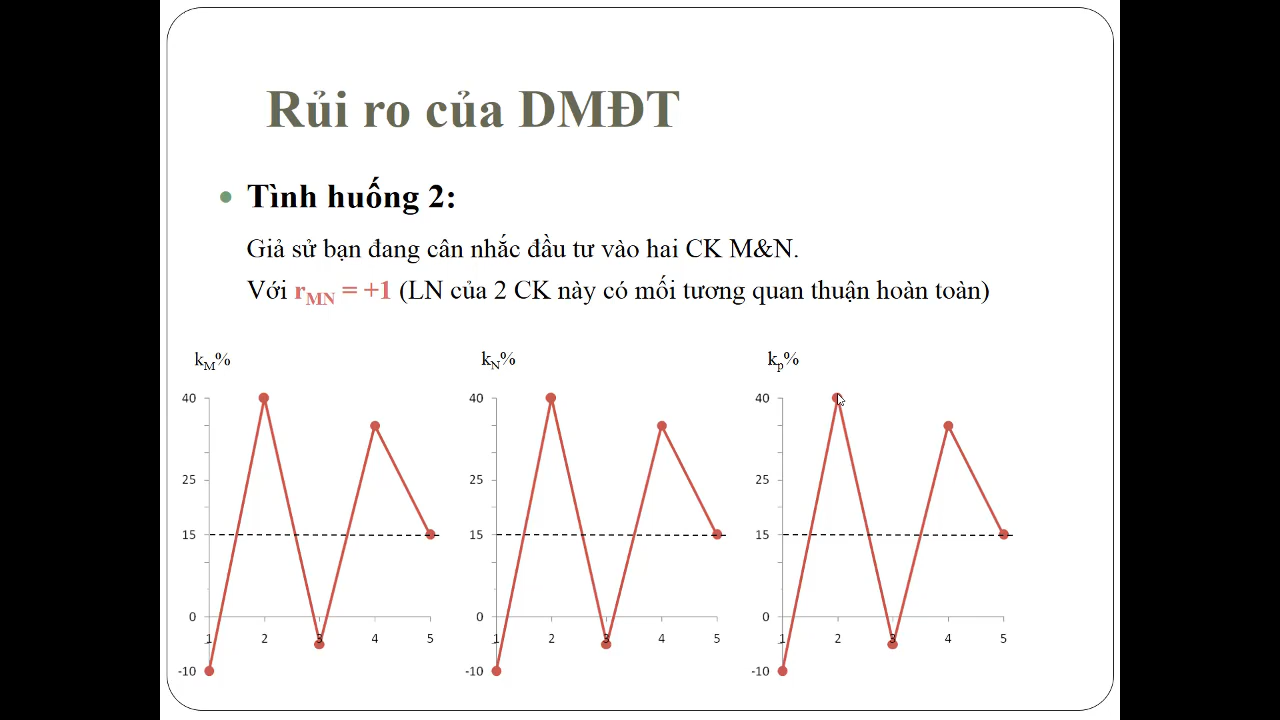 Rủi ro của DMĐT
Tình huống 2:
Giả sử bạn đang cân nhắc đầu tư vào hai CK M&N.
Với rMN = +1 (LN của 2 CK này có mối tương quan thuận hoàn toàn)
kM%
40
25
15
0
-10
1 2 3 4 5
kN%
40
25
15
0
-10
1 2 3 4 5
kp%
40
25
15
0
-10
1 2 3 4 5